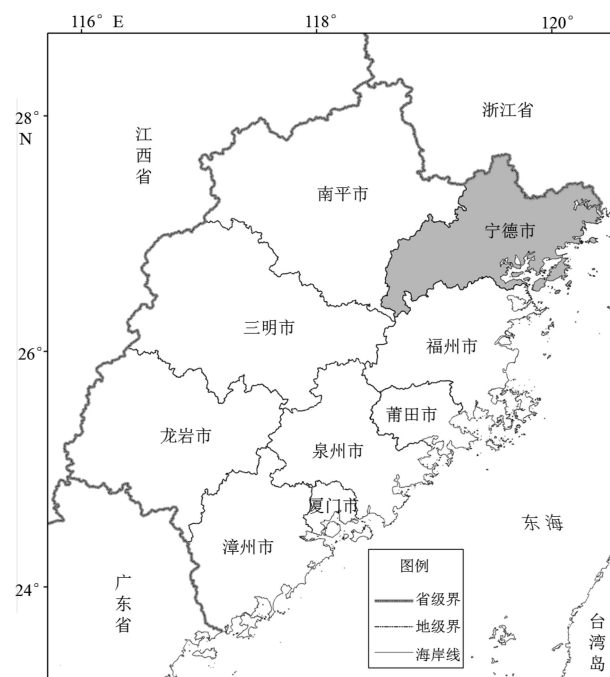 116° E
118°
120°
28°
N
浙江省
江西省
南平市
宁德市
三明市
26°
福州市
莆田市
龙岩市
泉州市
厦门市
东海
漳州市
图例
24°
广东省
省级界
地级界
海岸线
台湾岛